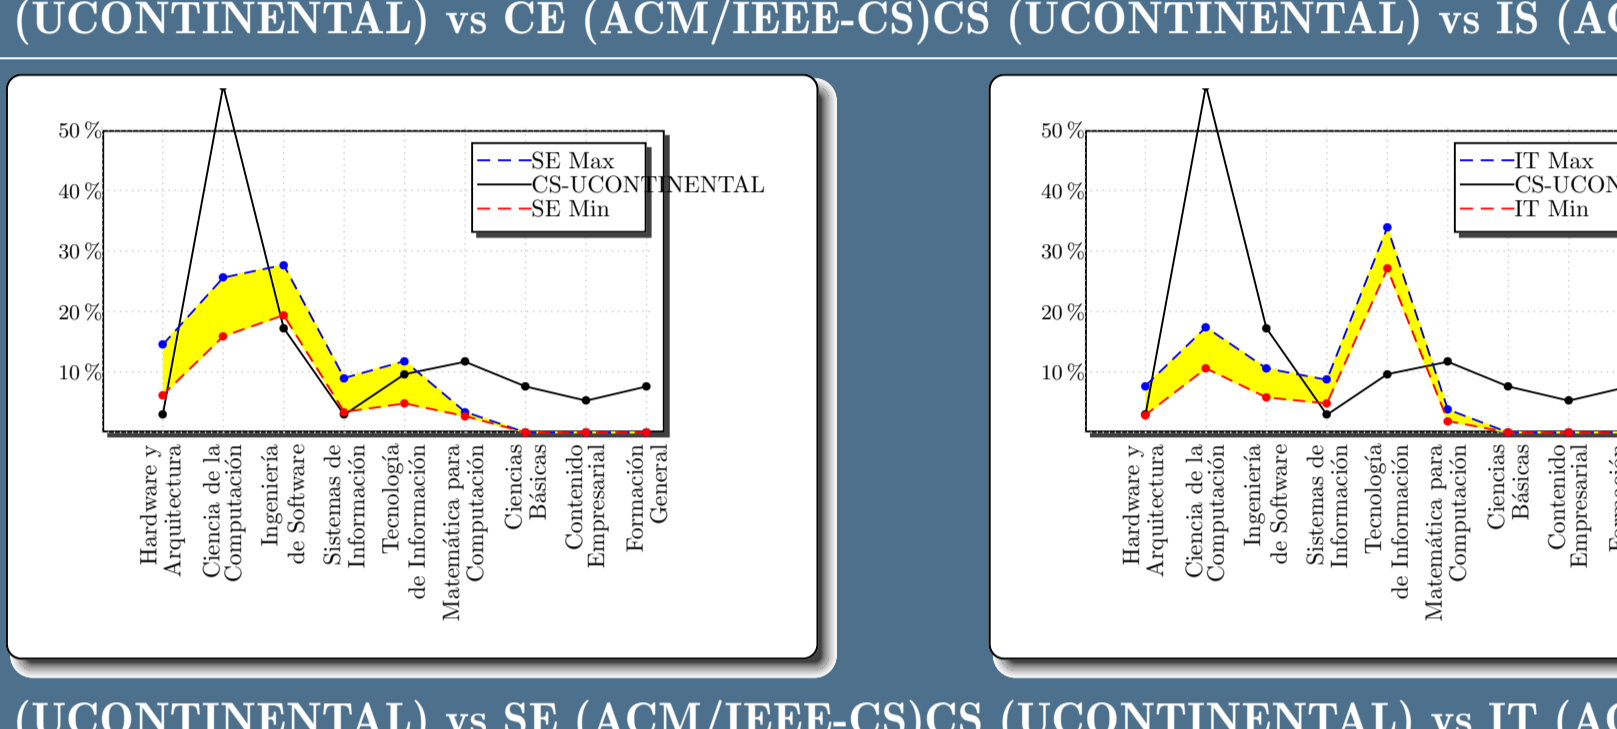 (UCONTINENTAL) vs CE (ACM/IEEE-CS)CS (UCONTINENTAL) vs IS (AC
50 %
40 %
30 %
20 %
10 %
SE Max
CS-UCONTINENTAL
SE Min
Hardware y
Arquitectura
Ciencia de la
Computación
Ingeniería
de Software
Sistemas de
Información
Tecnología
de Información
Matemática para
Computación
Ciencias
Básicas
Contenido
Empresarial
Formación
General
50 %
40 %
30 %
20 %
10 %
IT Max
CS-UCON
IT Min
Hardware y
Arquitectura
Ciencia de la
Computación
Ingeniería
de Software
Sistemas de
Información
Tecnología
de Información
Matemática para
Computación
Ciencias
Básicas
Contenido
Empresarial
(UCONTINENTAL) vs SE (ACM/IEEE-CS)CS (UCONTINENTAL) vs IT (AC